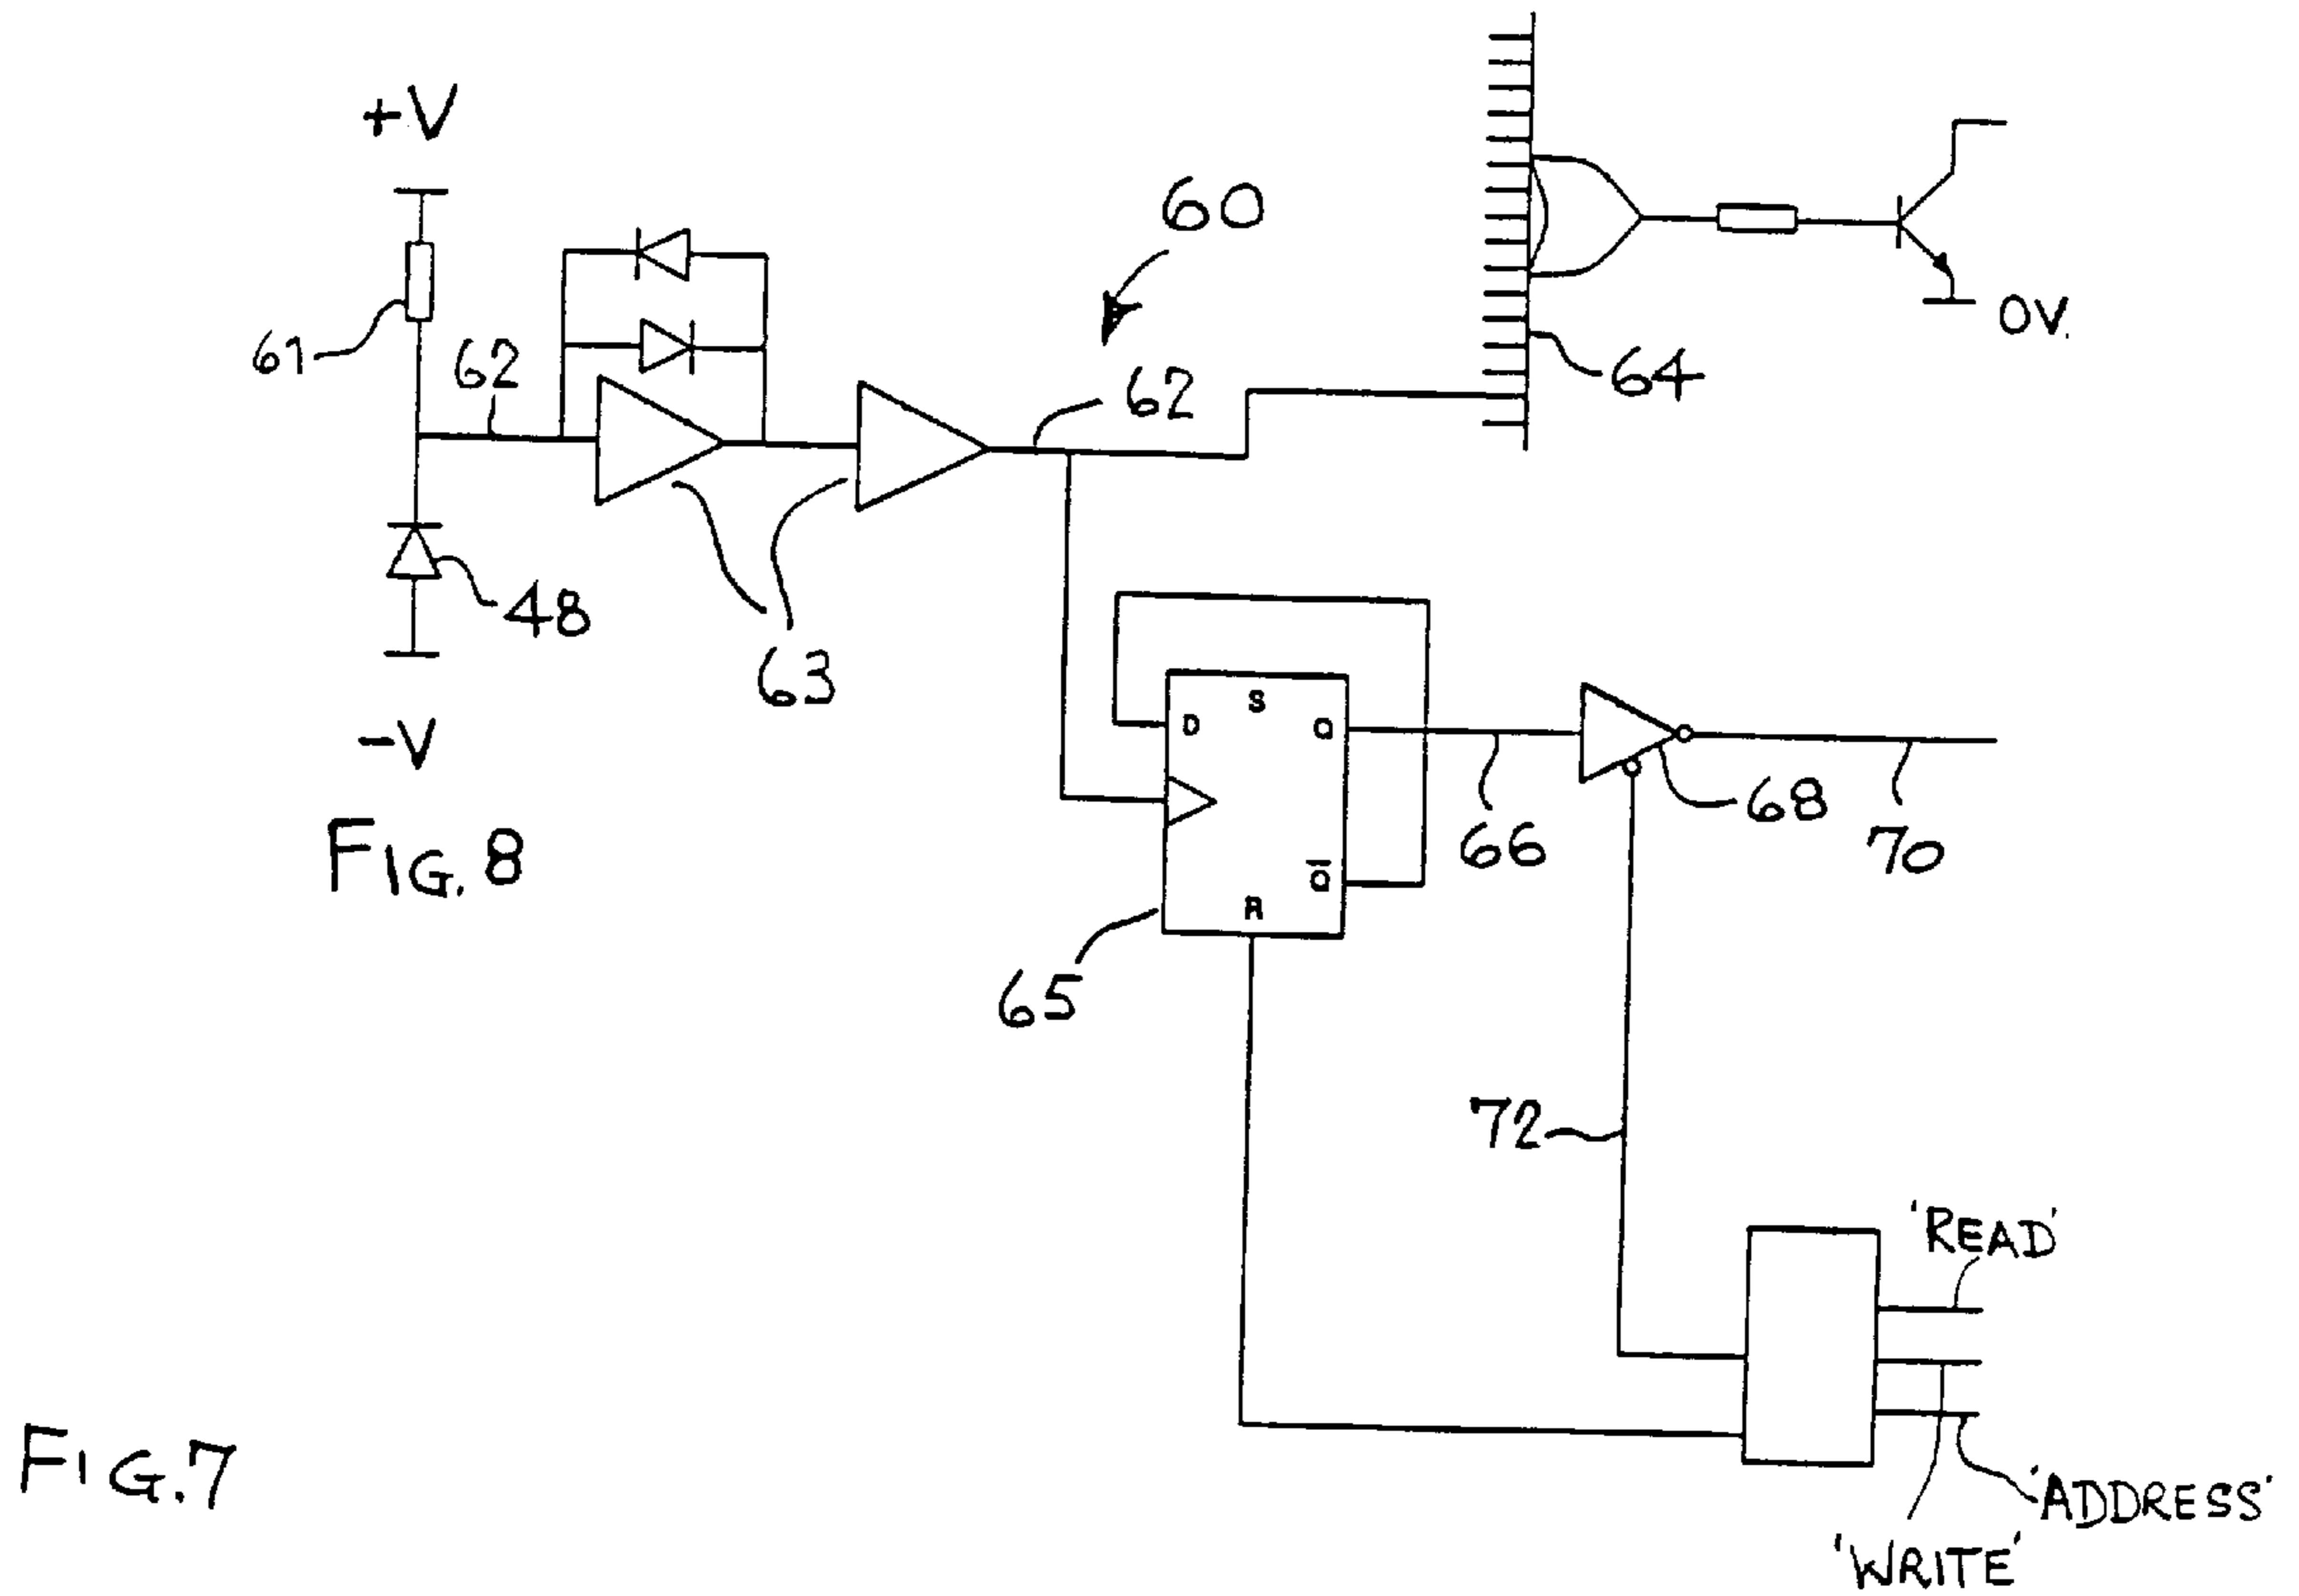 +V
60
61
62
62
64
0V.
48
63
-V
FIG. 8
S
D
Q
Q̅
R
65
66
68
70
72
'READ'
'ADDRESS'
'WRITE'
FIG. 7